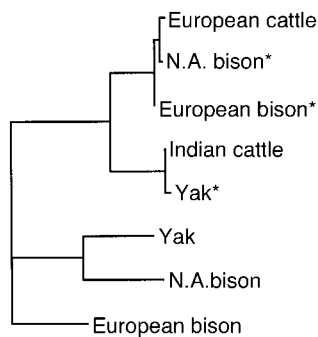 European cattle
N.A. bison*
European bison*
Indian cattle
Yak*
Yak
N.A.bison
European bison